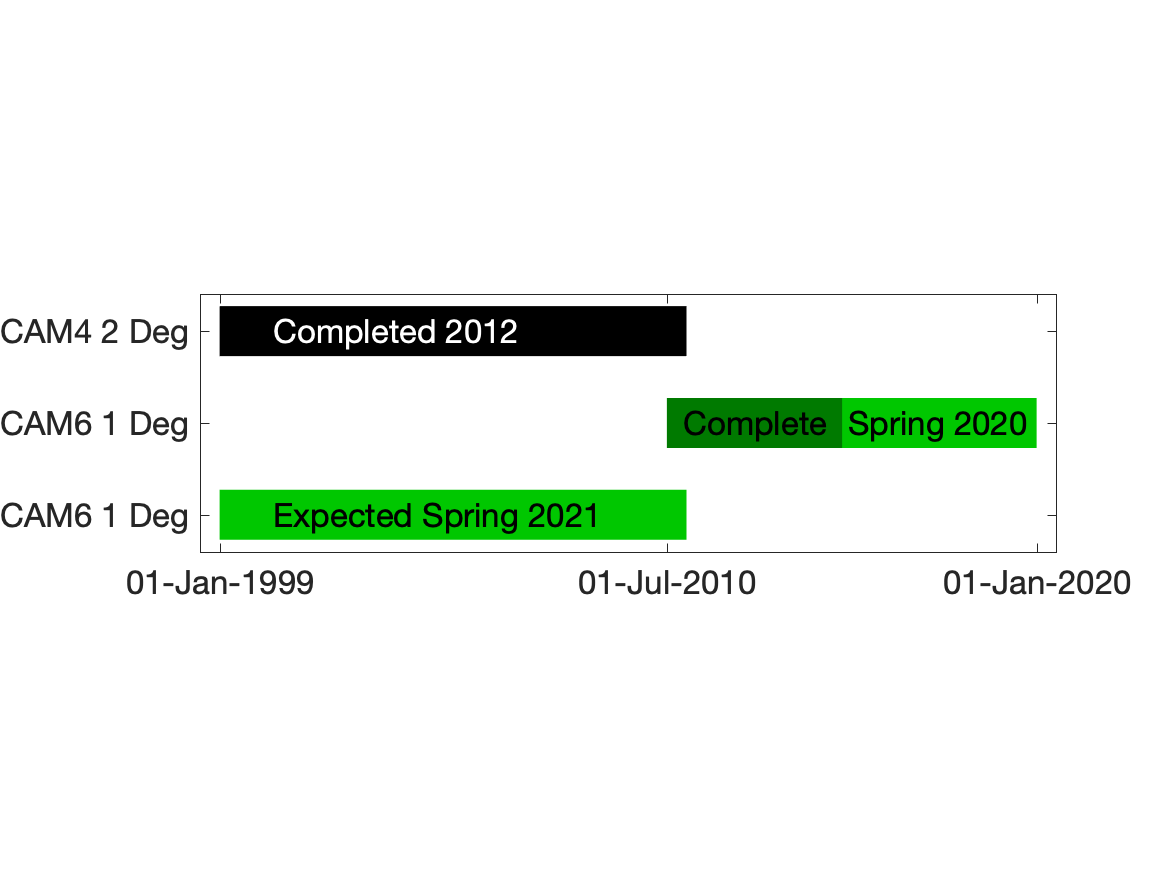 CAM4 2 Deg Completed 2012
CAM6 1 Deg Complete Spring 2020
CAM6 1 Deg Expected Spring 2021
01-Jan-1999 01-Jul-2010 01-Jan-2020